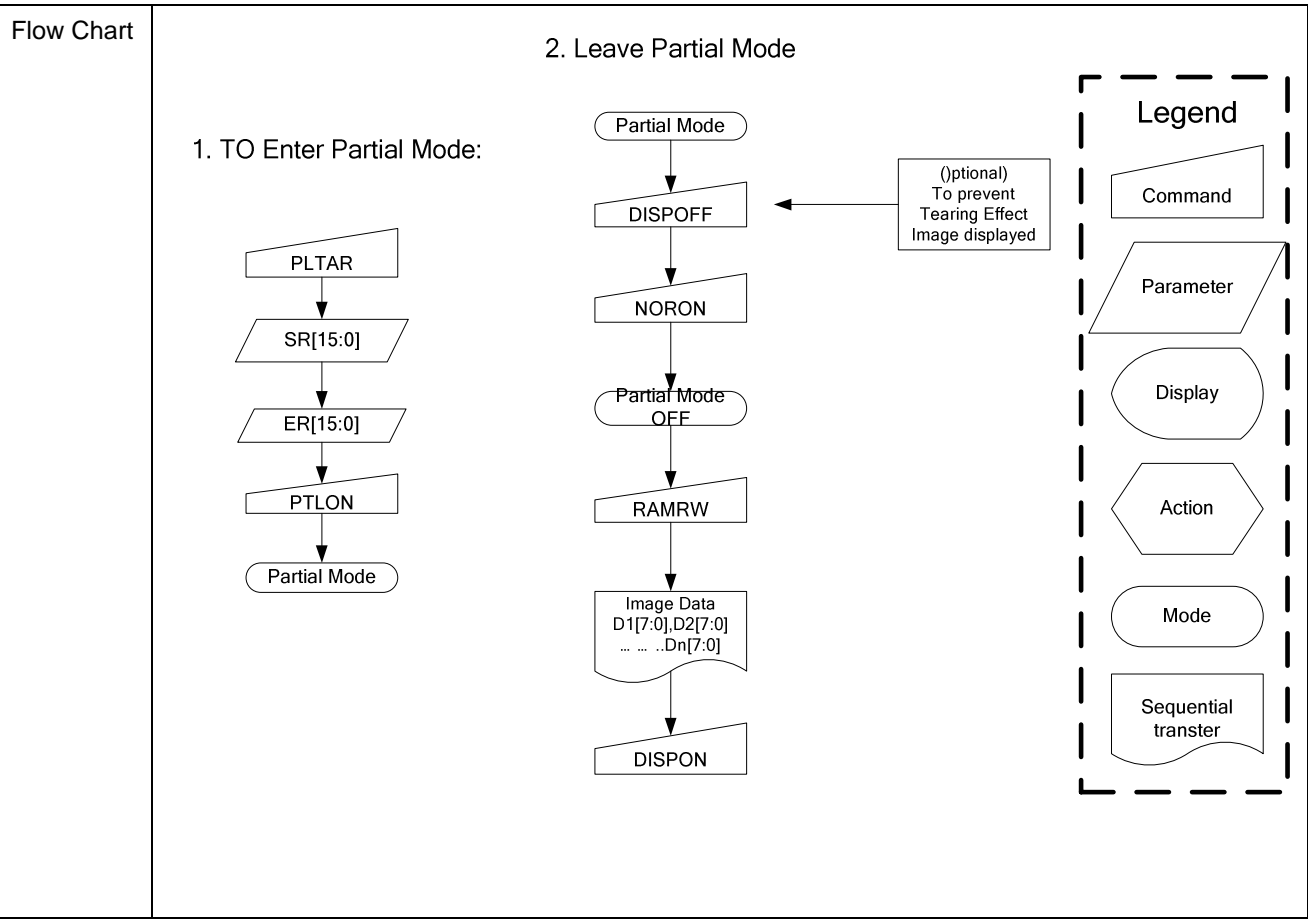 Flow Chart
1. TO Enter Partial Mode:
PLTAR
SR[15:0]
ER[15:0]
PTLON
Partial Mode
2. Leave Partial Mode
Partial Mode
DISPOFF
()ptional)
To prevent
Tearing Effect
Image displayed
NORON
Partial Mode
OFF
RAMRW
Image Data
D1[7:0],D2[7:0]
... ... ..Dn[7:0]
DISPON
Legend
Command
Parameter
Display
Action
Mode
Sequential
transter